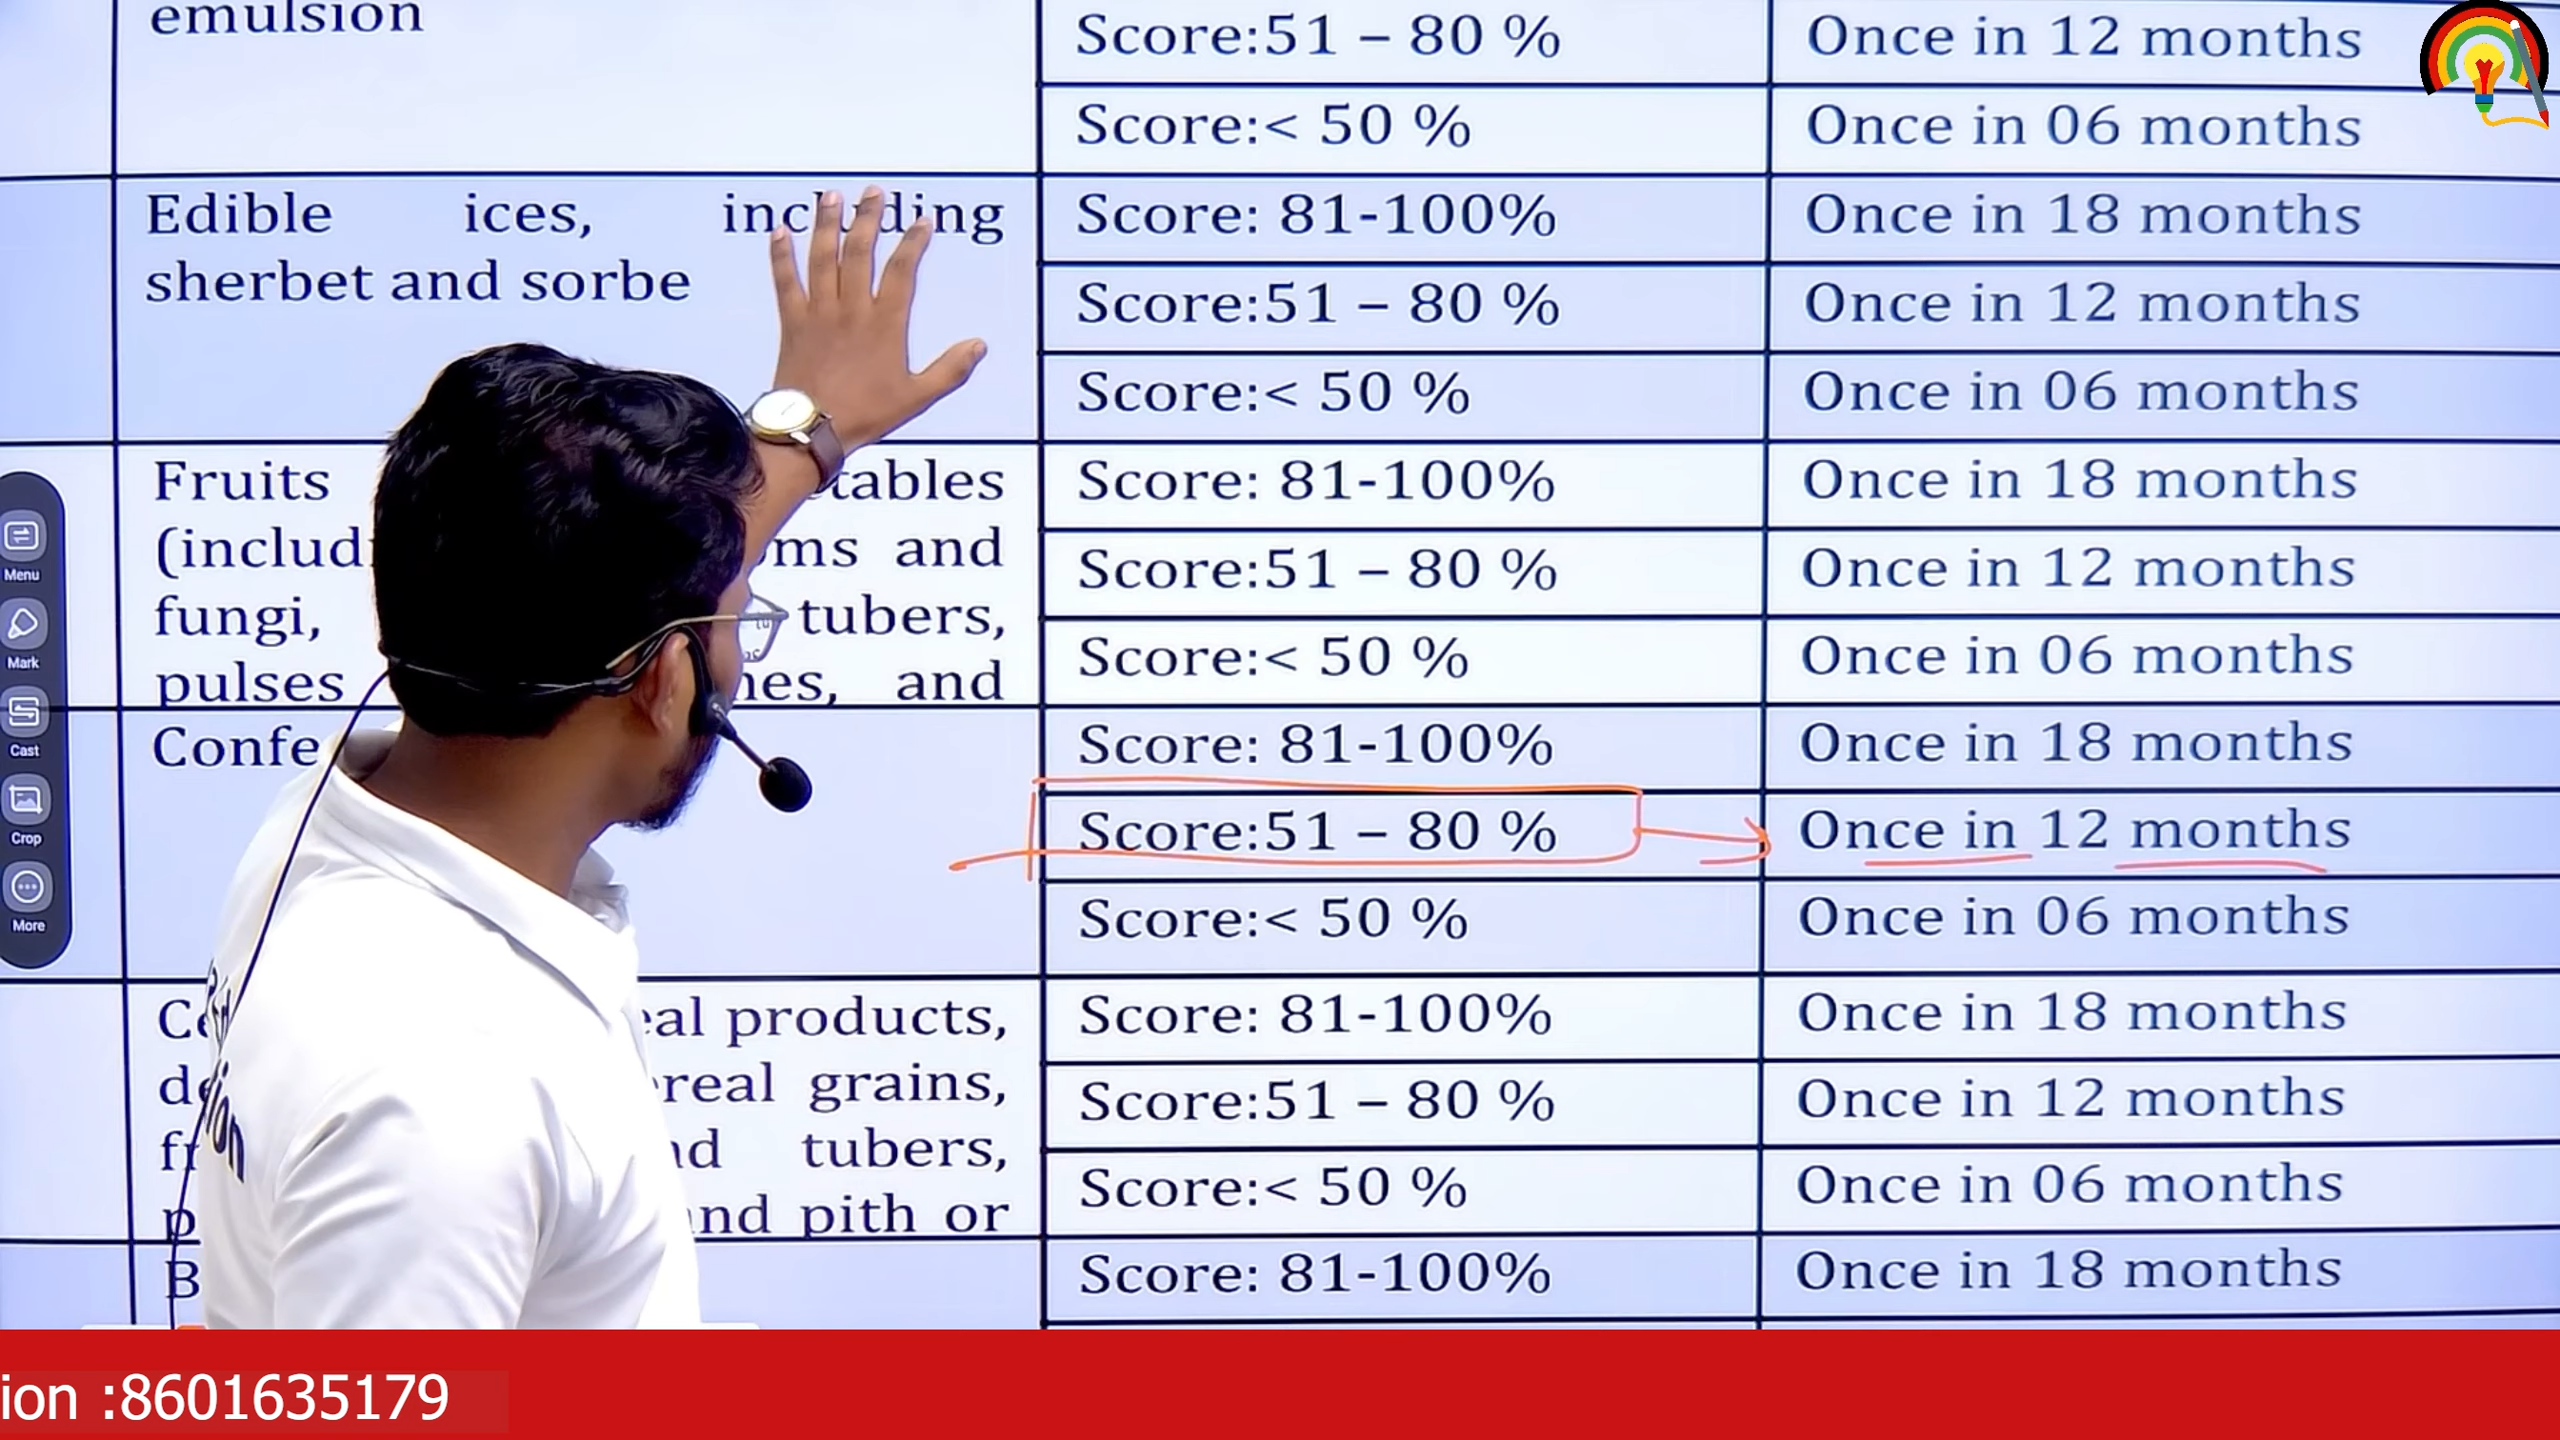 emulsion
Score:51 – 80 % Once in 12 months
Score:< 50 % Once in 06 months
Edible ices, including Score: 81-100% Once in 18 months
sherbet and sorbe
Score:51 – 80 % Once in 12 months
Score:< 50 % Once in 06 months
Fruits tables Score: 81-100% Once in 18 months
(includ ms and Score:51 – 80 % Once in 12 months
fungi, tubers, Score:< 50 % Once in 06 months
pulses es, and
Confe Score: 81-100% Once in 18 months
Score:51 – 80 % Once in 12 months
Score:< 50 % Once in 06 months
eal products, Score: 81-100% Once in 18 months
de real grains, Score:51 – 80 % Once in 12 months
fr nd tubers, Score:< 50 % Once in 06 months
p nd pith or
B Score: 81-100% Once in 18 months
Menu
Mark
Cast
Crop
More
ion :8601635179